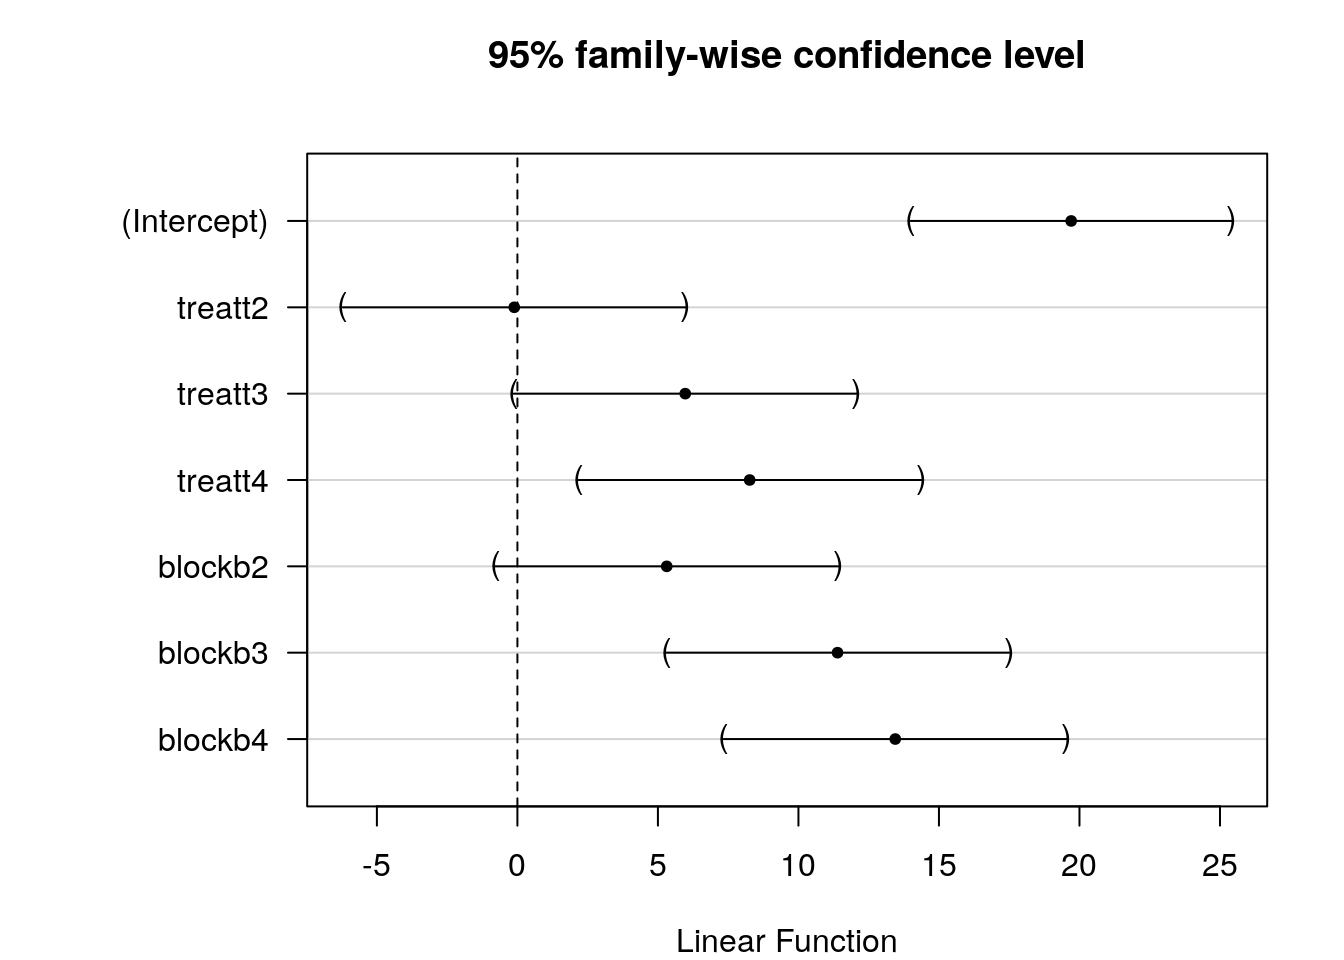 95% family-wise confidence level
(Intercept)
treatt2
treatt3
treatt4
blockb2
blockb3
blockb4
-5 0 5 10 15 20 25
Linear Function